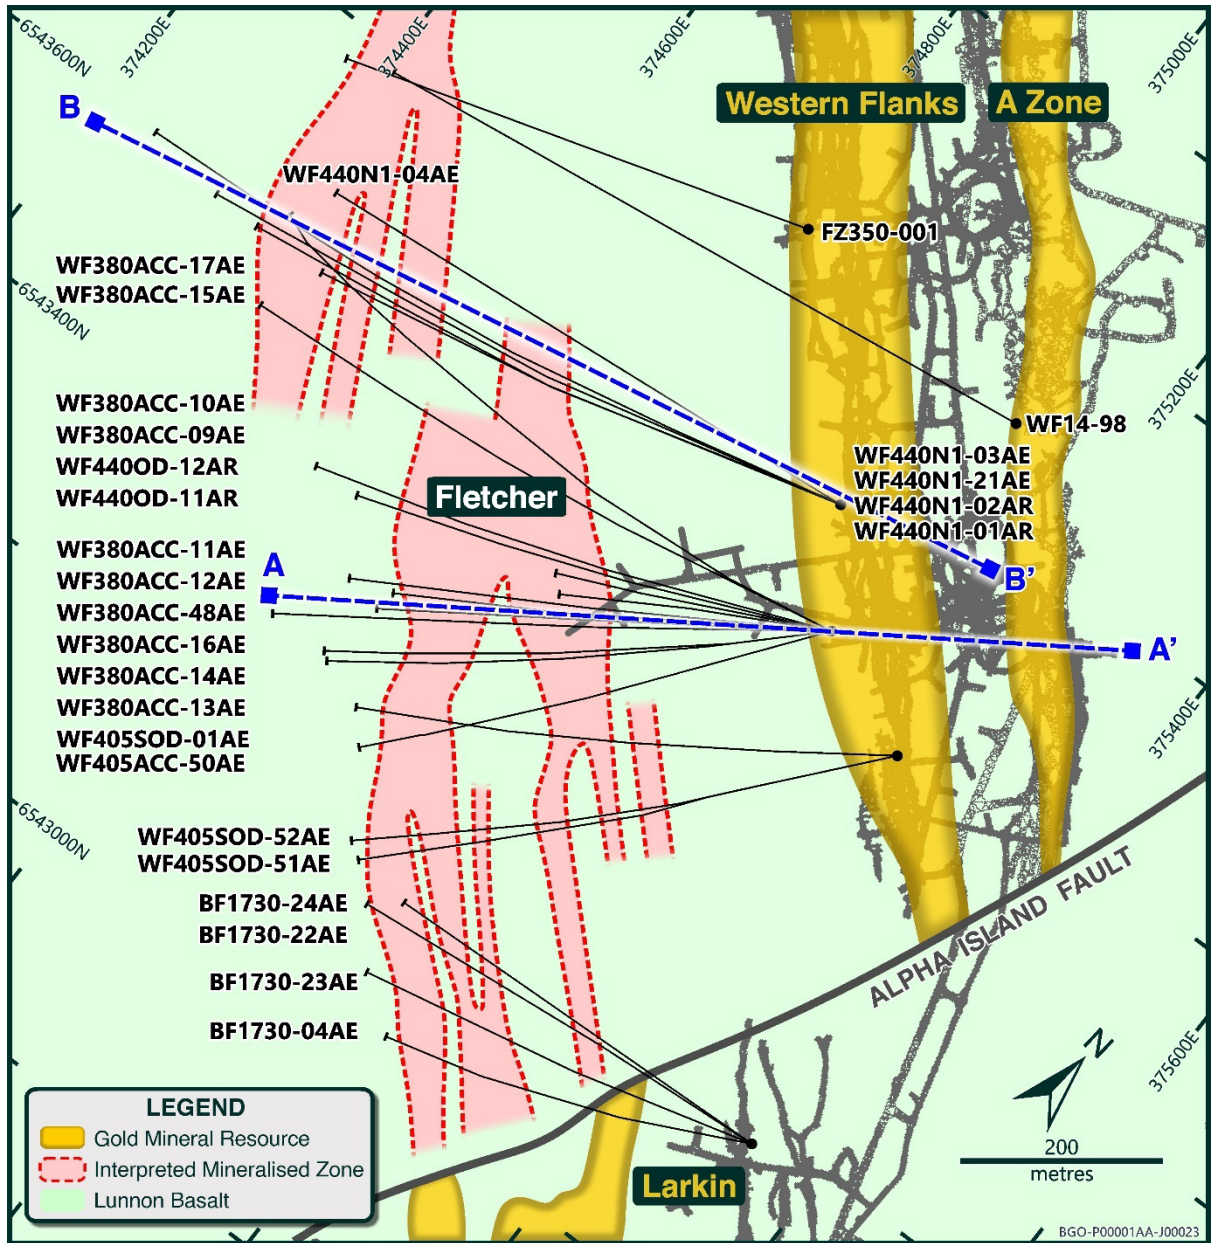 6543600N
374200E
374400E
374600E
374800E
375000E
B
Western Flanks
A Zone
WF440N1-04AE
FZ350-001
WF380ACC-17AE
WF380ACC-15AE
6543400N
375200E
WF380ACC-10AE
WF380ACC-09AE
WF440OD-12AR
WF440OD-11AR
Fletcher
WF14-98
WF440N1-03AE
WF440N1-21AE
WF440N1-02AR
WF440N1-01AR
WF380ACC-11AE
WF380ACC-12AE
WF380ACC-48AE
WF380ACC-16AE
WF380ACC-14AE
WF380ACC-13AE
WF405SOD-01AE
WF405ACC-50AE
A
B'
A'
375400E
6543000N
WF405SOD-52AE
WF405SOD-51AE
BF1730-24AE
BF1730-22AE
BF1730-23AE
BF1730-04AE
ALPHA ISLAND FAULT
375600E
N
LEGEND
Gold Mineral Resource
Interpreted Mineralised Zone
Lunnon Basalt
Larkin
200
metres
BGO-P00001AA-J00023